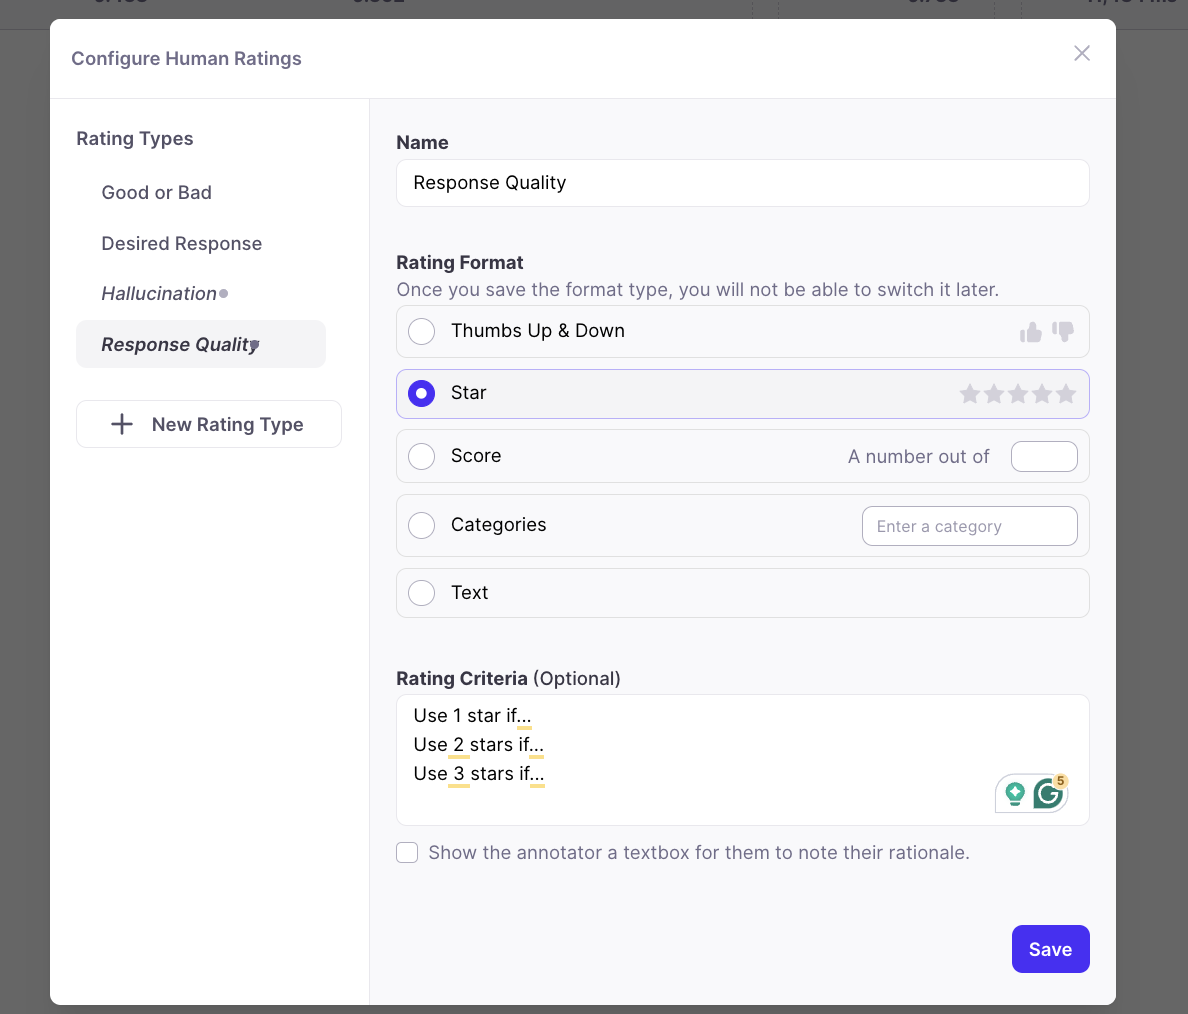 Configure Human Ratings
Rating Types
Good or Bad
Desired Response
Hallucination
Response Quality
New Rating Type
Name
Response Quality
Rating Format
Once you save the format type, you will not be able to switch it later.
Thumbs Up & Down
Star
Score
A number out of
Categories
Enter a category
Text
Rating Criteria (Optional)
Use 1 star if...
Use 2 stars if...
Use 3 stars if...
5
Show the annotator a textbox for them to note their rationale.
Save